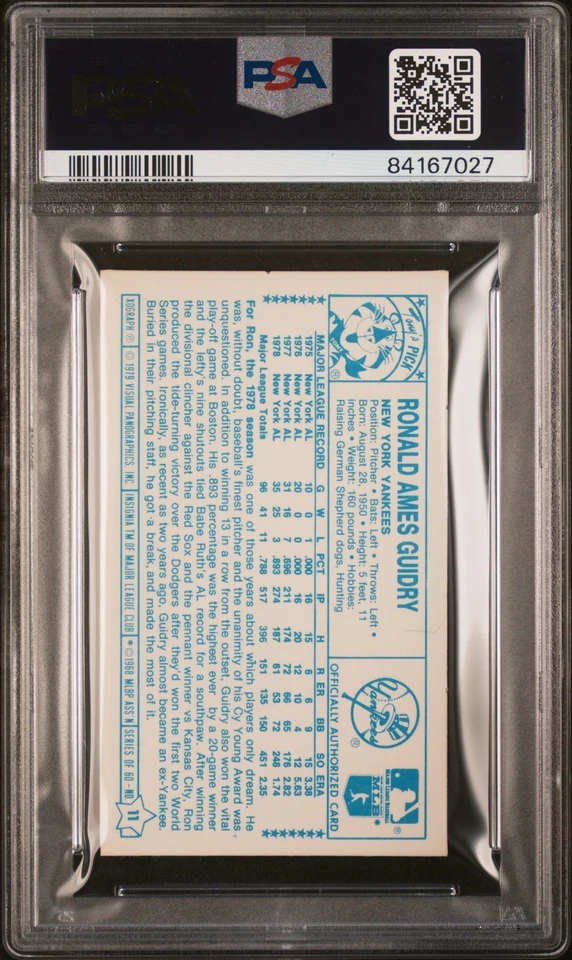 PSA
84167027
Tony's PICK
RONALD AMES GUIDRY
NEW YORK YANKEES
Position: Pitcher • Bats: Left • Throws: Left •
Born: August 28, 1950 • Height: 5 feet, 11
inches • Weight: 160 pounds • Hobbies:
Raising German Shepherd dogs, Hunting
Yankees ®
MAJOR LEAGUE BASEBALL ®
MLB
OFFICIALLY AUTHORIZED CARD
★★★★★ MAJOR LEAGUE RECORD G W L PCT IP H R ER BB SO ERA ★★★★★
1975 New York AL 10 0 1 .000 16 15 6 6 9 15 3.38
1976 New York AL 20 0 0 .000 16 20 12 10 4 12 5.63
1977 New York AL 31 16 7 .696 211 174 72 66 65 176 2.82
1978 New York AL 35 25 3 .893 274 187 61 53 72 248 1.74
Major League Totals 96 41 11 .788 517 396 151 135 150 451 2.35
For Ron, the 1978 season was one of those years about which players only dream. He
was, without doubt, baseball's finest pitcher and the unanimity of his Cy Young Award was
unquestioned. In addition to winning 13 in a row from the outset, Guidry also won the vital
play-off game at Boston. His .893 percentage was the highest ever by a 20-game winner
and the lefty's nine shutouts tied Babe Ruth's AL record for a southpaw. After winning
the divisional clincher against the Red Sox and the pennant winner vs Kansas City, Ron
produced the tide-turning victory over the Dodgers after they'd won the first two World
Series games. Ironically, as recent as two years ago, Guidry almost became an ex-Yankee.
Buried in their pitching staff, he got a break, and made the most of it.
XOGRAPH ® © 1979 VISUAL PANOGRAPHICS, INC. INSIGNIA T'M OF MAJOR LEAGUE CLUB * © 1968 MLBP ASS'N SERIES OF 60-NO. 11